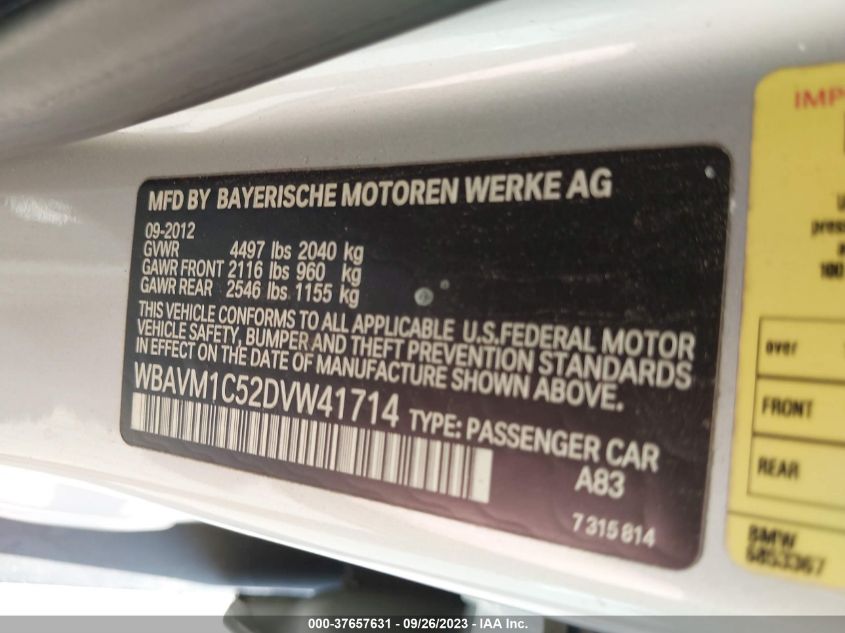 MFD BY BAYERISCHE MOTOREN WERKE AG
09-2012
GVWR 4497 lbs 2040 kg
GAWR FRONT 2116 lbs 960 kg
GAWR REAR 2546 lbs 1155 kg
THIS VEHICLE CONFORMS TO ALL APPLICABLE U.S.FEDERAL MOTOR
VEHICLE SAFETY, BUMPER AND THEFT PREVENTION STANDARDS
IN EFFECT ON THE DATE OF MANUFACTURE SHOWN ABOVE.
WBAVM1C52DVW41714 TYPE: PASSENGER CAR
A83
7 315 814
IMP
100
over
FRONT
REAR
BMW
6853367
000-37657631 - 09/26/2023 - IAA Inc.